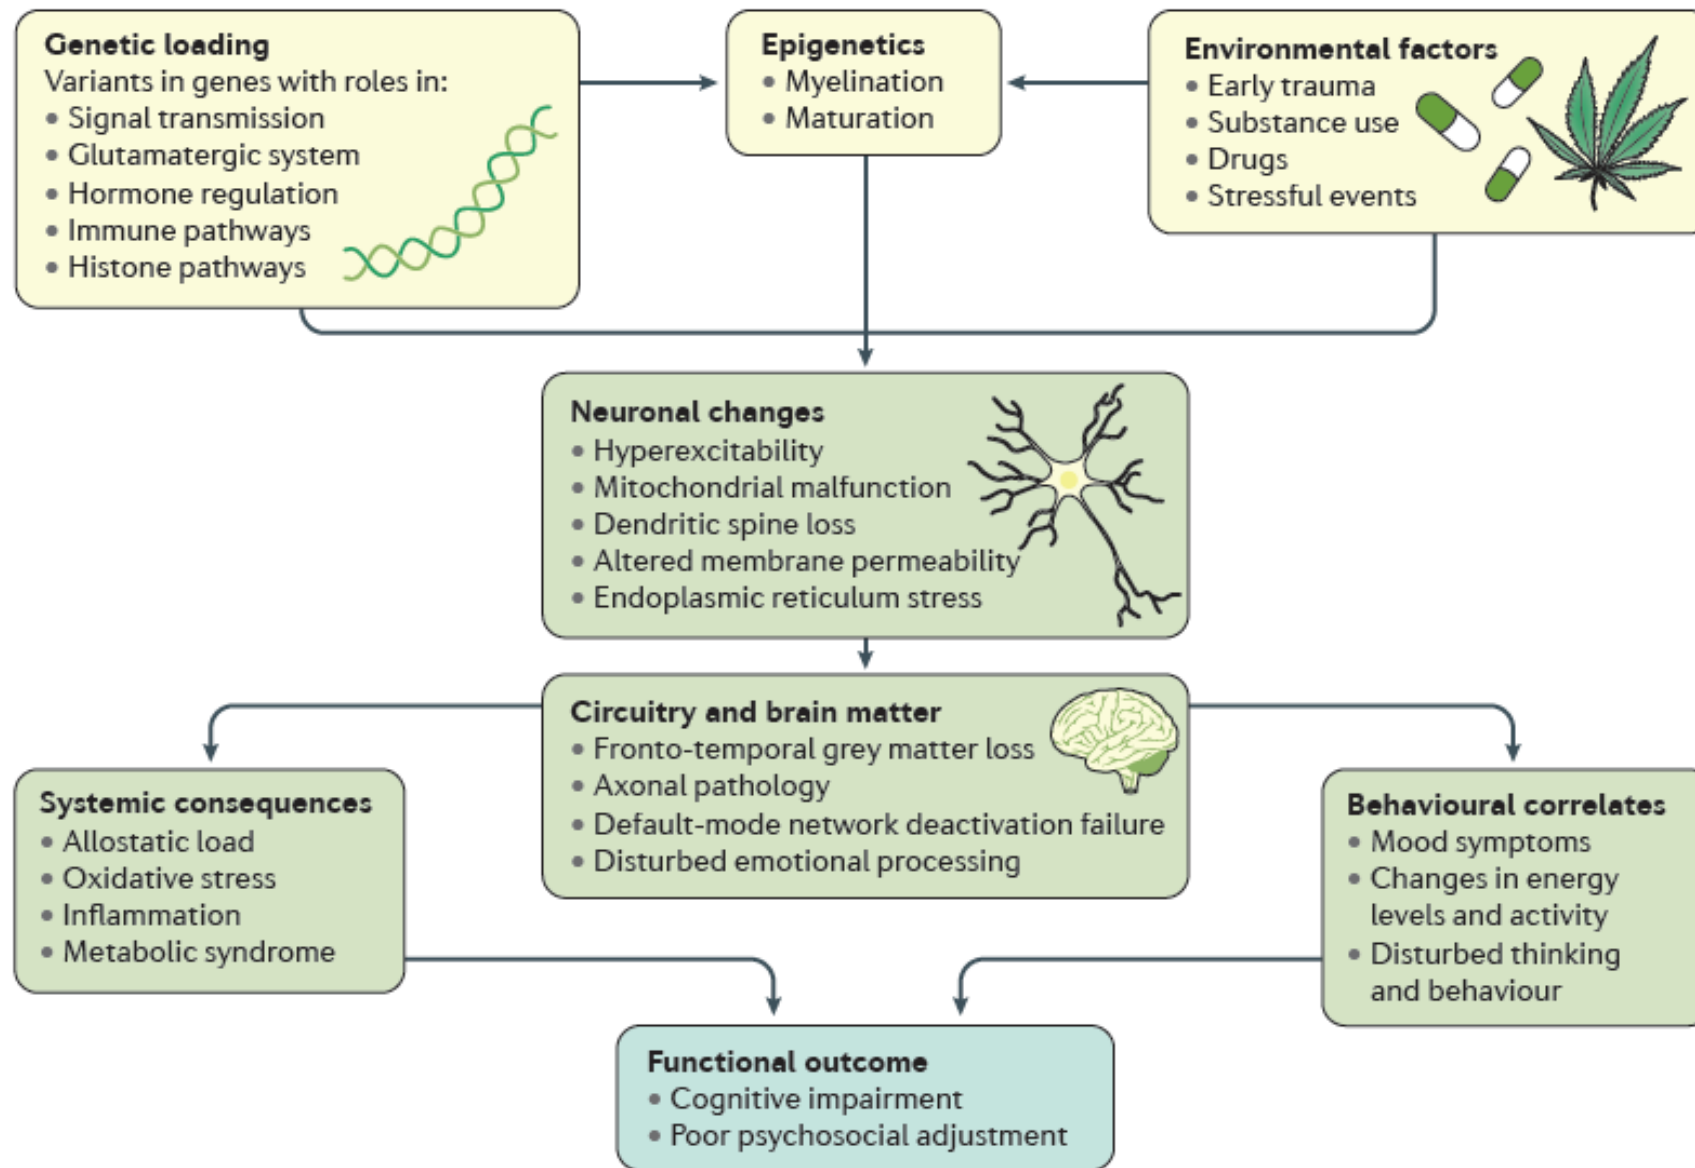 Genetic loading
Variants in genes with roles in:
• Signal transmission
• Glutamatergic system
• Hormone regulation
• Immune pathways
• Histone pathways
Epigenetics
• Myelination
• Maturation
Environmental factors
• Early trauma
• Substance use
• Drugs
• Stressful events
Neuronal changes
• Hyperexcitability
• Mitochondrial malfunction
• Dendritic spine loss
• Altered membrane permeability
• Endoplasmic reticulum stress
Circuitry and brain matter
• Fronto-temporal grey matter loss
• Axonal pathology
• Default-mode network deactivation failure
• Disturbed emotional processing
Systemic consequences
• Allostatic load
• Oxidative stress
• Inflammation
• Metabolic syndrome
Behavioural correlates
• Mood symptoms
• Changes in energy
levels and activity
• Disturbed thinking
and behaviour
Functional outcome
• Cognitive impairment
• Poor psychosocial adjustment